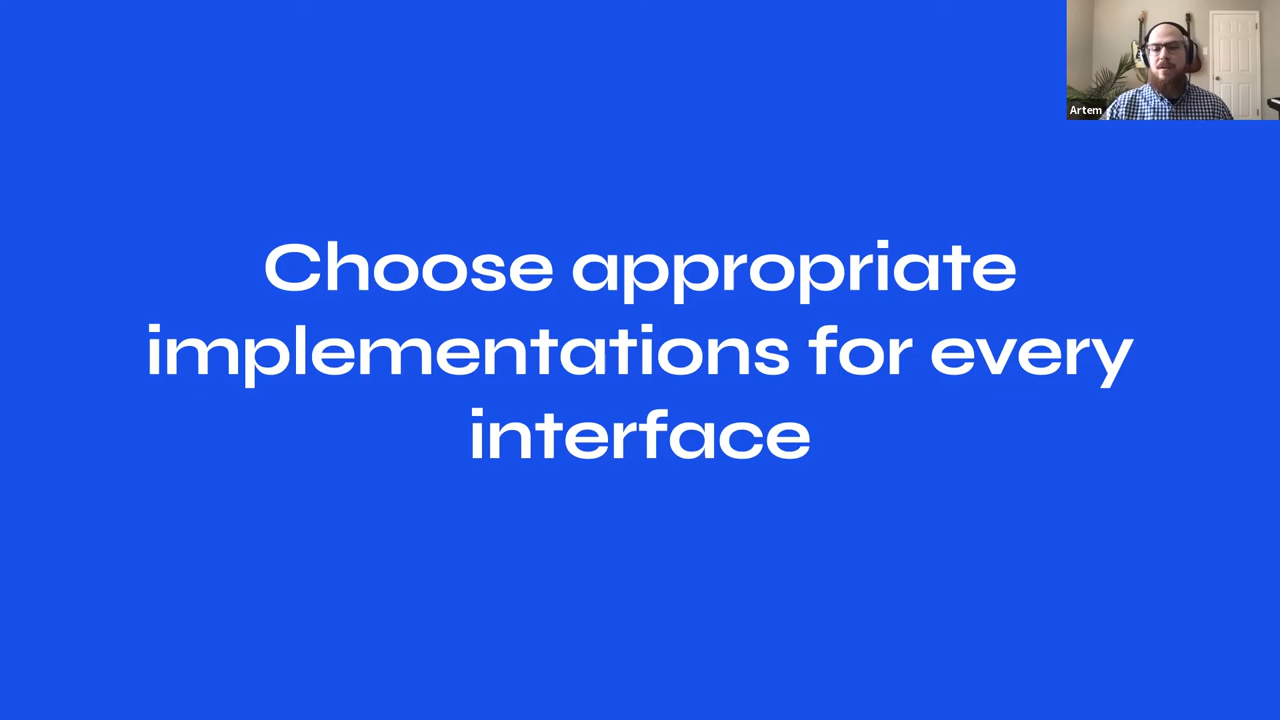 Artem
Choose appropriate
implementations for every
interface